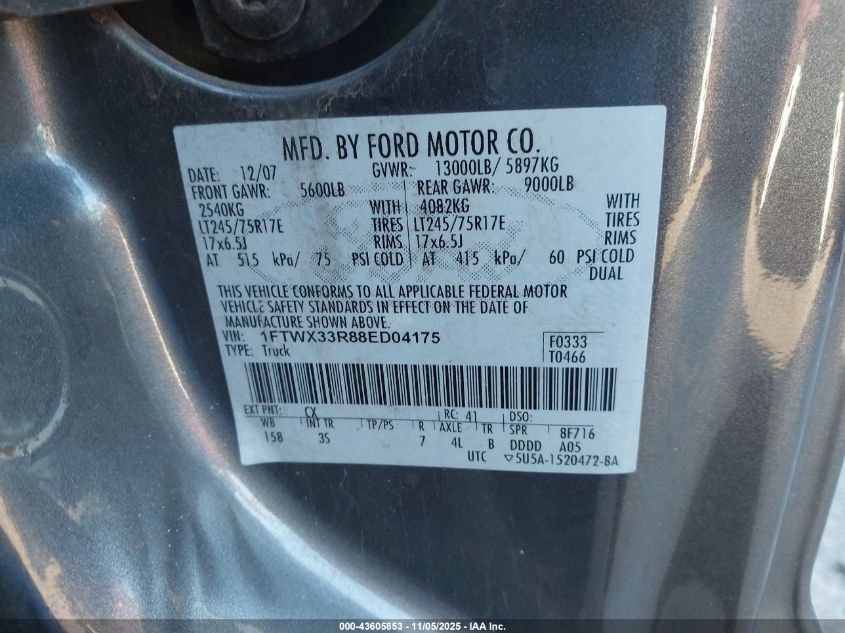 MFD. BY FORD MOTOR CO.
DATE: 12/07 GVWR: 13000LB/ 5897KG
FRONT GAWR: 5600LB REAR GAWR: 9000LB
2540KG WITH 4082KG WITH
LT245/75R17E TIRES LT245/75R17E TIRES
17x6.5J RIMS 17x6.5J RIMS
AT 515 kPa/ 75 PSI COLD AT 415 kPa/ 60 PSI COLD
DUAL
THIS VEHICLE CONFORMS TO ALL APPLICABLE FEDERAL MOTOR
VEHICLE SAFETY STANDARDS IN EFFECT ON THE DATE OF
MANUFACTURE SHOWN ABOVE.
VIN: 1FTWX33R88ED04175 F0333
TYPE: Truck T0466
EXT PNT: CX RC: 41 DSO:
WB INT TR TP/PS R AXLE TR SPR 8F716
158 3S 7 4L B DDDD A05
UTC ▽5U5A-1520472-BA
000-43605853 - 11/05/2025 - IAA Inc.